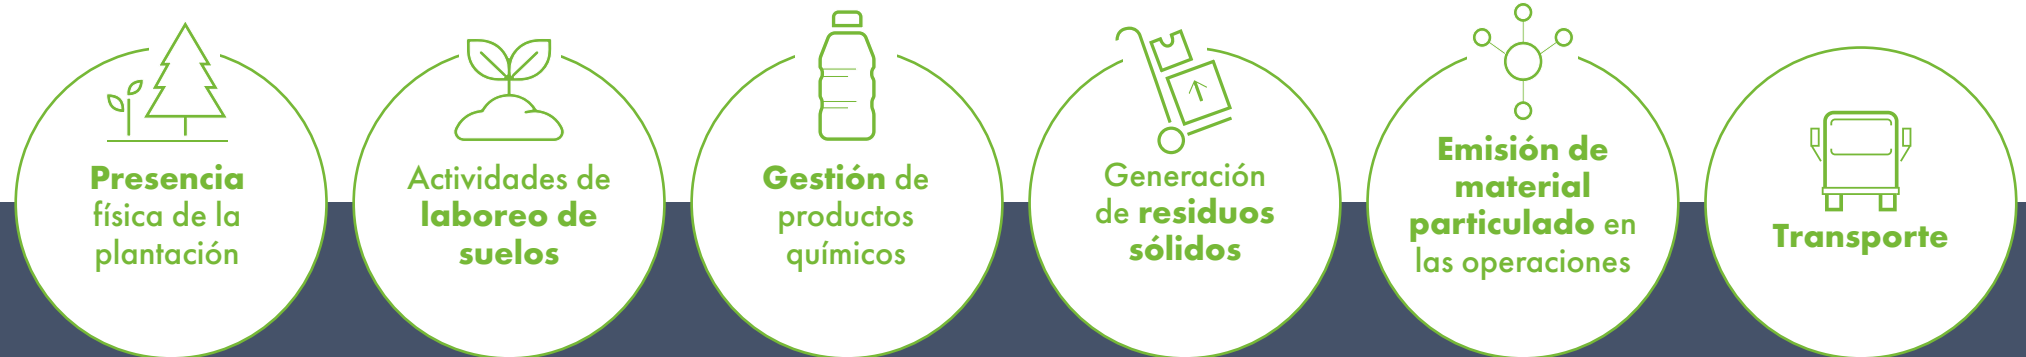 Presencia
física de la
plantación
Actividades de
laboreo de
suelos
Gestión de
productos
químicos
Generación
de residuos
sólidos
Emisión de
material
particulado en
las operaciones
Transporte